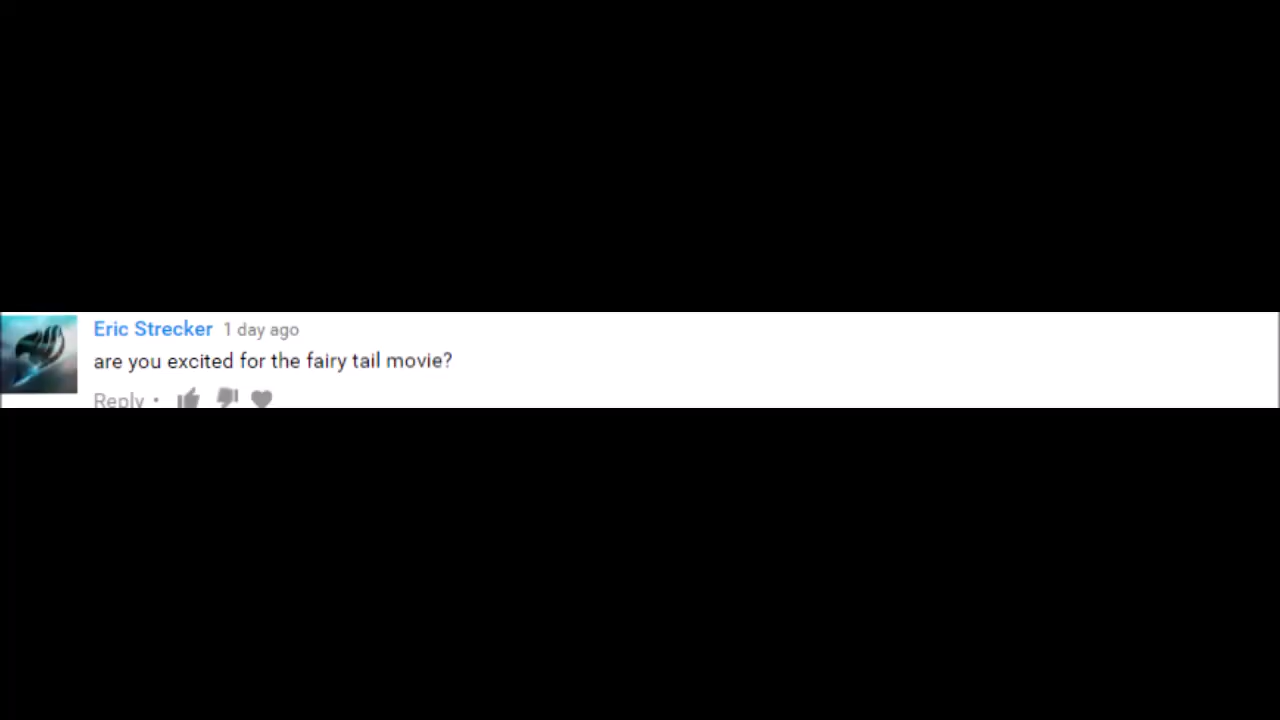 Eric Strecker 1 day ago
are you excited for the fairy tail movie?
Reply •